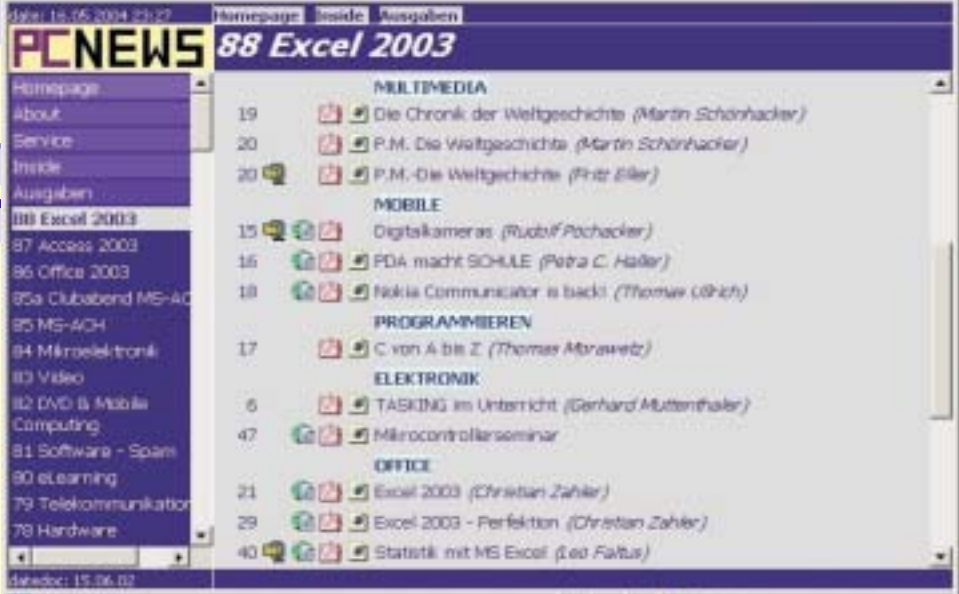 date: 16.05.2004 23:27
Homepage Inside Ausgaben
PCNEWS
88 Excel 2003
Homepage
About
Service
Inside
Ausgaben
88 Excel 2003
87 Access 2003
86 Office 2003
85a Clubabend MS-AC
85 MS-ACH
84 Mikroelektronik
83 Video
82 DVD & Mobile
Computing
81 Software - Spam
80 eLearning
79 Telekommunikation
78 Hardware
datedoc: 15.06.02
MULTIMEDIA
19 Die Chronik der Weltgeschichte (Martin Schönhacker)
20 P.M. Die Weltgeschichte (Martin Schönhacker)
20 P.M.-Die Weltgechichte (Fritz Eller)
MOBILE
15 Digitalkameras (Rudolf Pochacker)
16 PDA macht SCHULE (Petra C. Haller)
18 Nokia Communicator is back! (Thomas Ullrich)
PROGRAMMIEREN
17 C von A bis Z (Thomas Morawetz)
ELEKTRONIK
6 TASKING im Unterricht (Gerhard Muttenthaler)
47 Mikrocontrollerseminar
OFFICE
21 Excel 2003 (Christian Zahler)
29 Excel 2003 - Perfektion (Christian Zahler)
40 Statistik mit MS Excel (Leo Faltus)